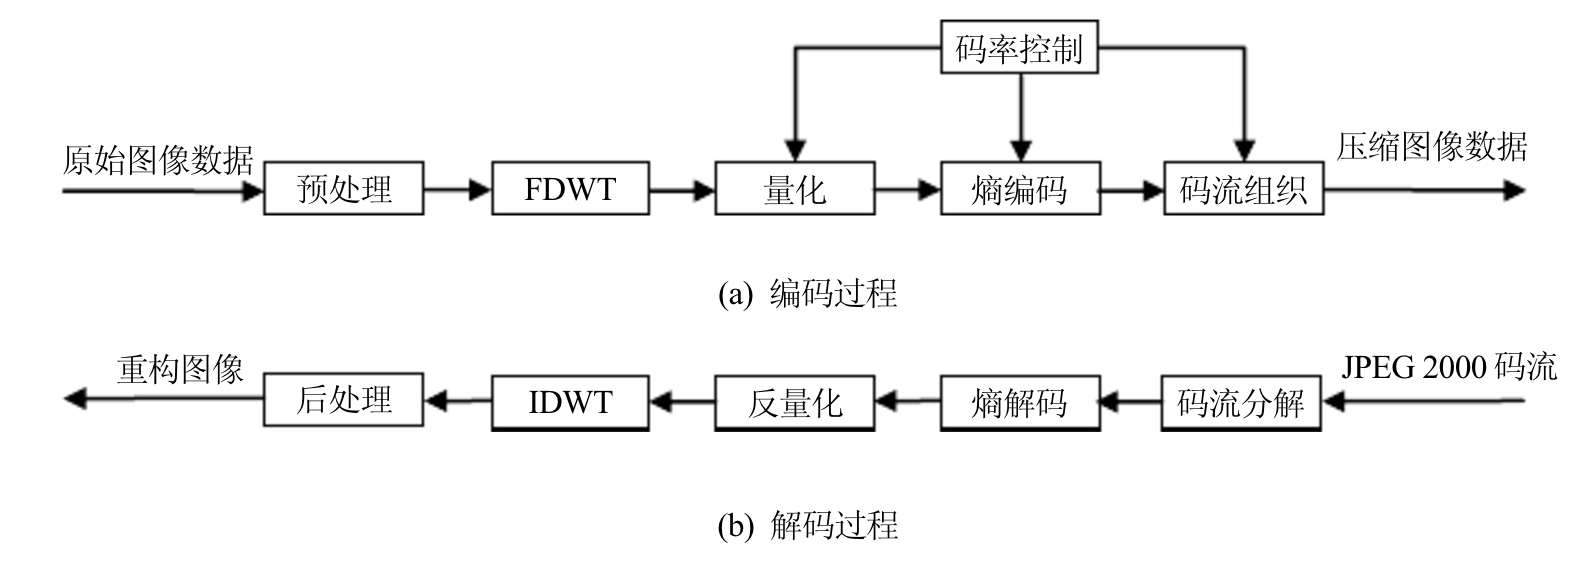 码率控制
原始图像数据
压缩图像数据
预处理
FDWT
量化
熵编码
码流组织
(a) 编码过程
重构图像
JPEG 2000 码流
后处理
IDWT
反量化
熵解码
码流分解
(b) 解码过程